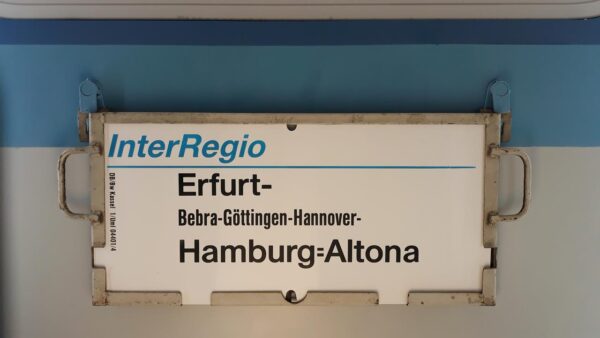 InterRegio
Erfurt-
Bebra-Göttingen-Hannover-
Hamburg=Altona